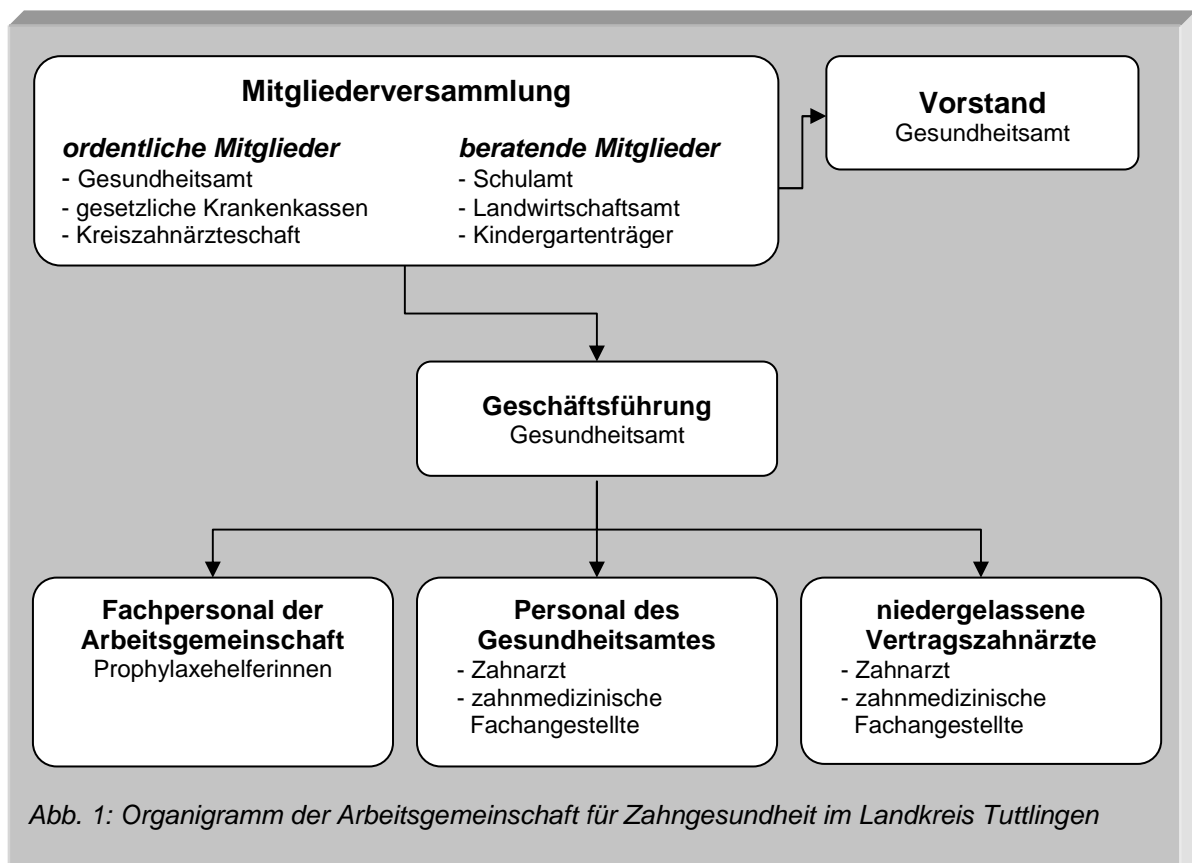 Mitgliederversammlung
ordentliche Mitglieder
- Gesundheitsamt
- gesetzliche Krankenkassen
- Kreiszahnärzteschaft
beratende Mitglieder
- Schulamt
- Landwirtschaftsamt
- Kindergartenträger
Vorstand
Gesundheitsamt
Geschäftsführung
Gesundheitsamt
Fachpersonal der
Arbeitsgemeinschaft
Prophylaxehelferinnen
Personal des
Gesundheitsamtes
- Zahnarzt
- zahnmedizinische
Fachangestellte
niedergelassene
Vertragszahnärzte
- Zahnarzt
- zahnmedizinische
Fachangestellte
Abb. 1: Organigramm der Arbeitsgemeinschaft für Zahngesundheit im Landkreis Tuttlingen